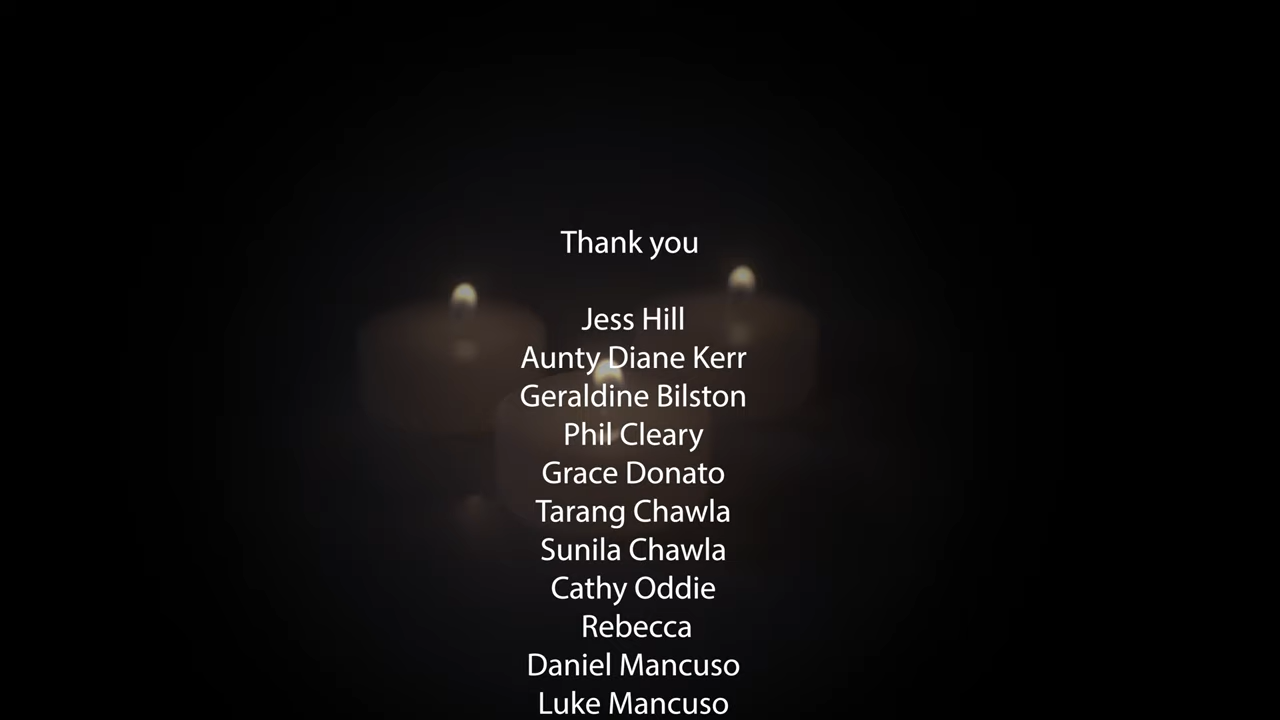 Thank you
Jess Hill
Aunty Diane Kerr
Geraldine Bilston
Phil Cleary
Grace Donato
Tarang Chawla
Sunila Chawla
Cathy Oddie
Rebecca
Daniel Mancuso
Luke Mancuso